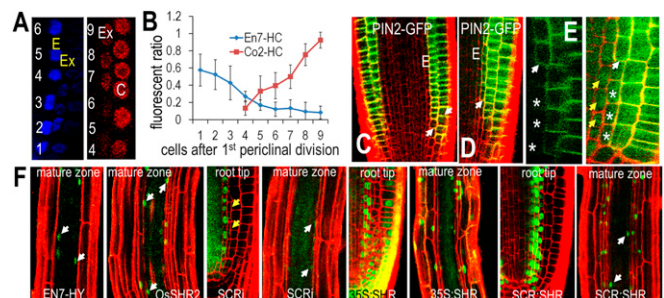 A
6
5
4
3
2
1
E
Ex
9
8
7
6
4
Ex
C
B
fluorescent ratio
1.4
1.2
1
0.8
0.6
0.4
0.2
0
En7-HC
Co2-HC
1 2 3 4 5 6 7 8 9
cells after 1st periclinal division
PIN2-GFP
E
C
PIN2-GFP
E
D
E
*
*
*
*
*
*
F
mature zone
EN7-HY
mature zone
OsSHR2
root tip
SCRi
mature zone
SCRi
root tip
35S:SHR
mature zone
35S:SHR
root tip
SCR:SHR
mature zone
SCR:SHR